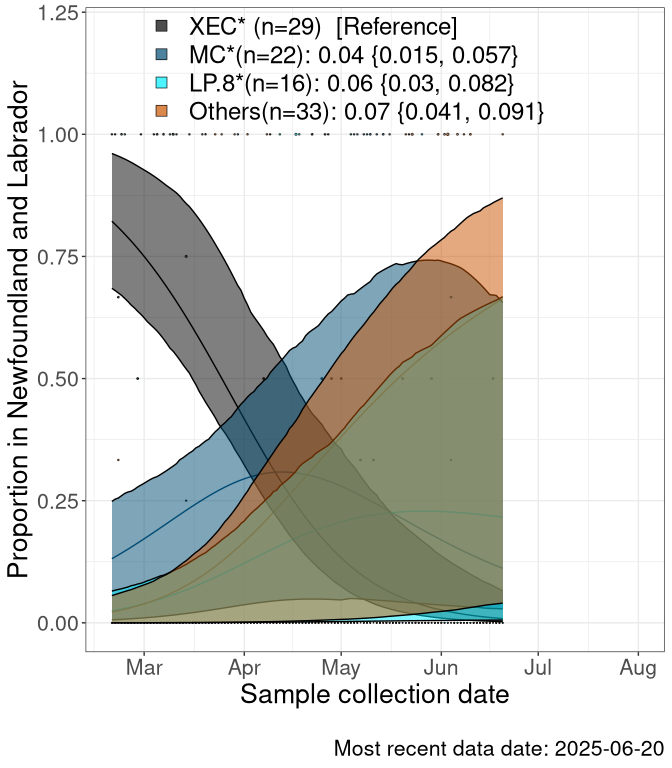 XEC* (n=29)  [Reference]
MC*(n=22): 0.04 {0.015, 0.057}
LP.8*(n=16): 0.06 {0.03, 0.082}
Others(n=33): 0.07 {0.041, 0.091}
Proportion in Newfoundland and Labrador
1.25
1.00
0.75
0.50
0.25
0.00
Mar Apr May Jun Jul Aug
Sample collection date
Most recent data date: 2025-06-20